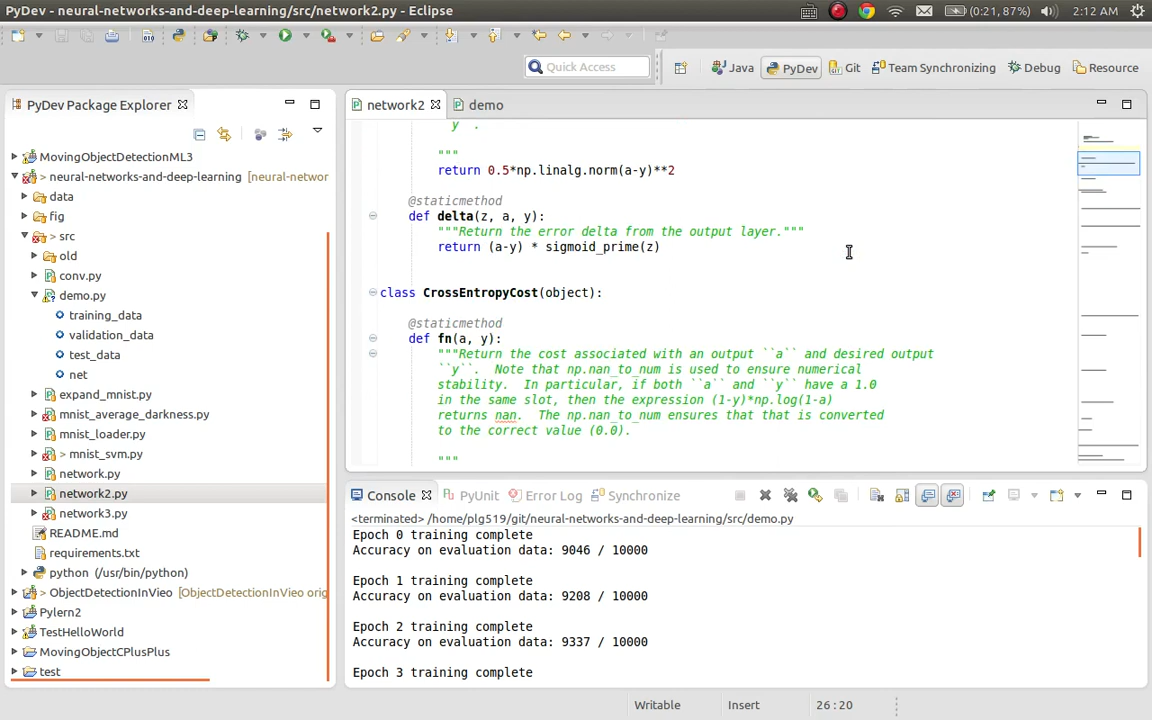 PyDev - neural-networks-and-deep-learning/src/network2.py - Eclipse
(0:21, 87%) 2:12 AM
Quick Access
Java
PyDev
Git
Team Synchronizing
Debug
Resource
PyDev Package Explorer
MovingObjectDetectionML3
> neural-networks-and-deep-learning [neural-networ
data
fig
> src
old
conv.py
demo.py
training_data
validation_data
test_data
net
expand_mnist.py
mnist_average_darkness.py
mnist_loader.py
> mnist_svm.py
network.py
network2.py
network3.py
README.md
requirements.txt
python (/usr/bin/python)
> ObjectDetectionInVieo [ObjectDetectionInVieo orig
Pylern2
TestHelloWorld
MovingObjectCPlusPlus
test
network2
demo
``y``.
"""
return 0.5*np.linalg.norm(a-y)**2
@staticmethod
def delta(z, a, y):
"""Return the error delta from the output layer."""
return (a-y) * sigmoid_prime(z)
class CrossEntropyCost(object):
@staticmethod
def fn(a, y):
"""Return the cost associated with an output ``a`` and desired output
``y``. Note that np.nan_to_num is used to ensure numerical
stability. In particular, if both ``a`` and ``y`` have a 1.0
in the same slot, then the expression (1-y)*np.log(1-a)
returns nan. The np.nan_to_num ensures that that is converted
to the correct value (0.0).
"""
Console
PyUnit
Error Log
Synchronize
<terminated> /home/plg519/git/neural-networks-and-deep-learning/src/demo.py
Epoch 0 training complete
Accuracy on evaluation data: 9046 / 10000
Epoch 1 training complete
Accuracy on evaluation data: 9208 / 10000
Epoch 2 training complete
Accuracy on evaluation data: 9337 / 10000
Epoch 3 training complete
Writable
Insert
26:20